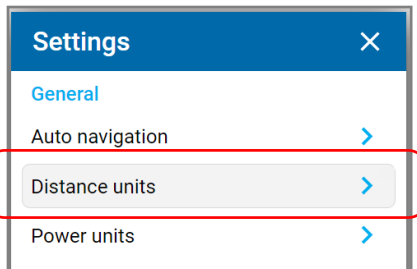 Settings
General
Auto navigation
Distance units
Power units